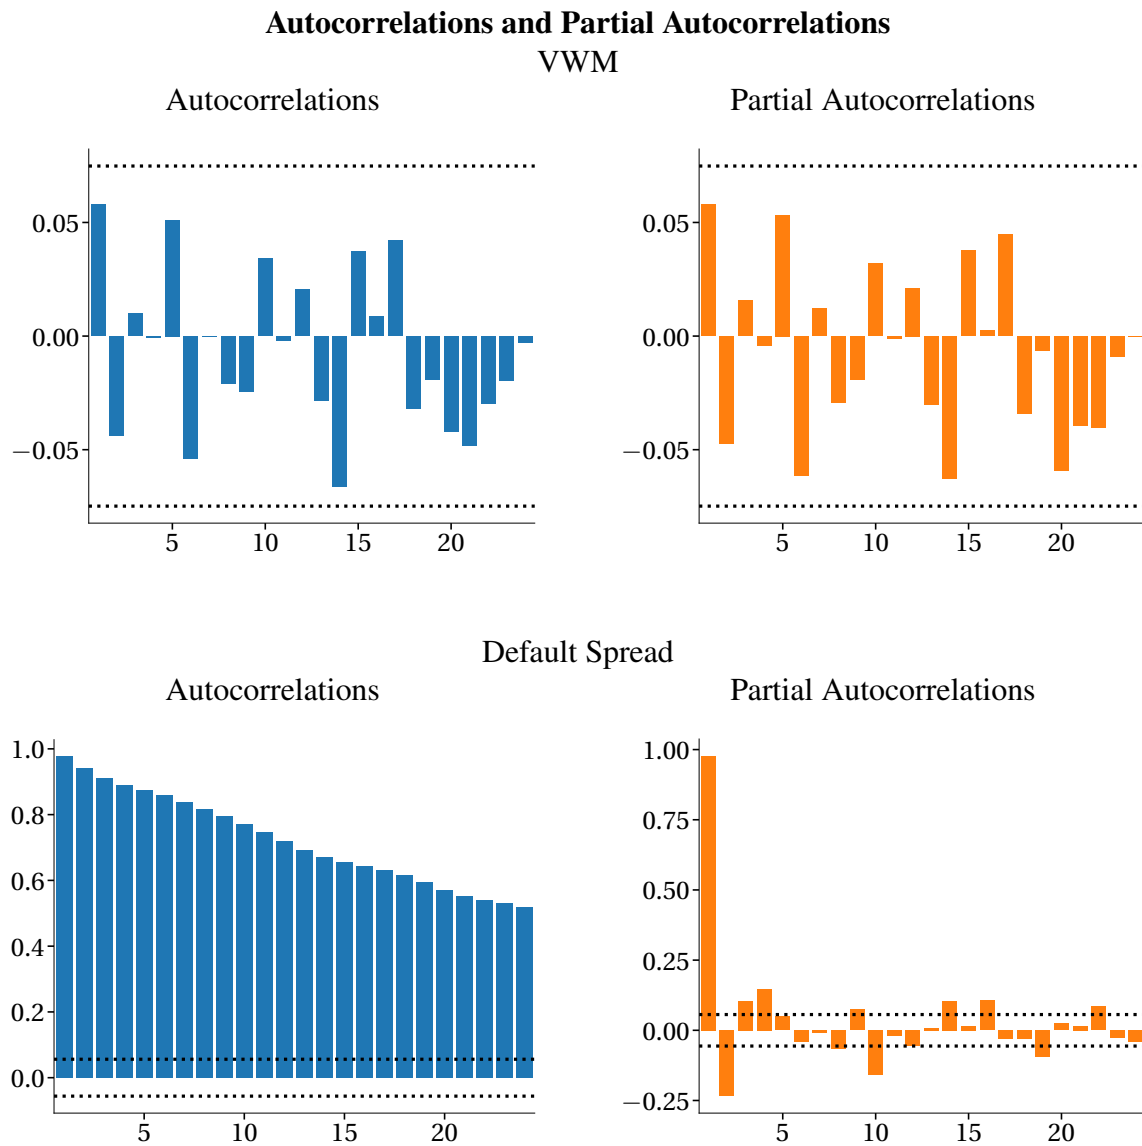 Autocorrelations and Partial Autocorrelations
VWM
Autocorrelations
Partial Autocorrelations
0.05
0.00
−0.05
5 10 15 20
0.05
0.00
−0.05
5 10 15 20
Default Spread
Autocorrelations
Partial Autocorrelations
1.0
0.8
0.6
0.4
0.2
0.0
5 10 15 20
1.00
0.75
0.50
0.25
0.00
−0.25
5 10 15 20